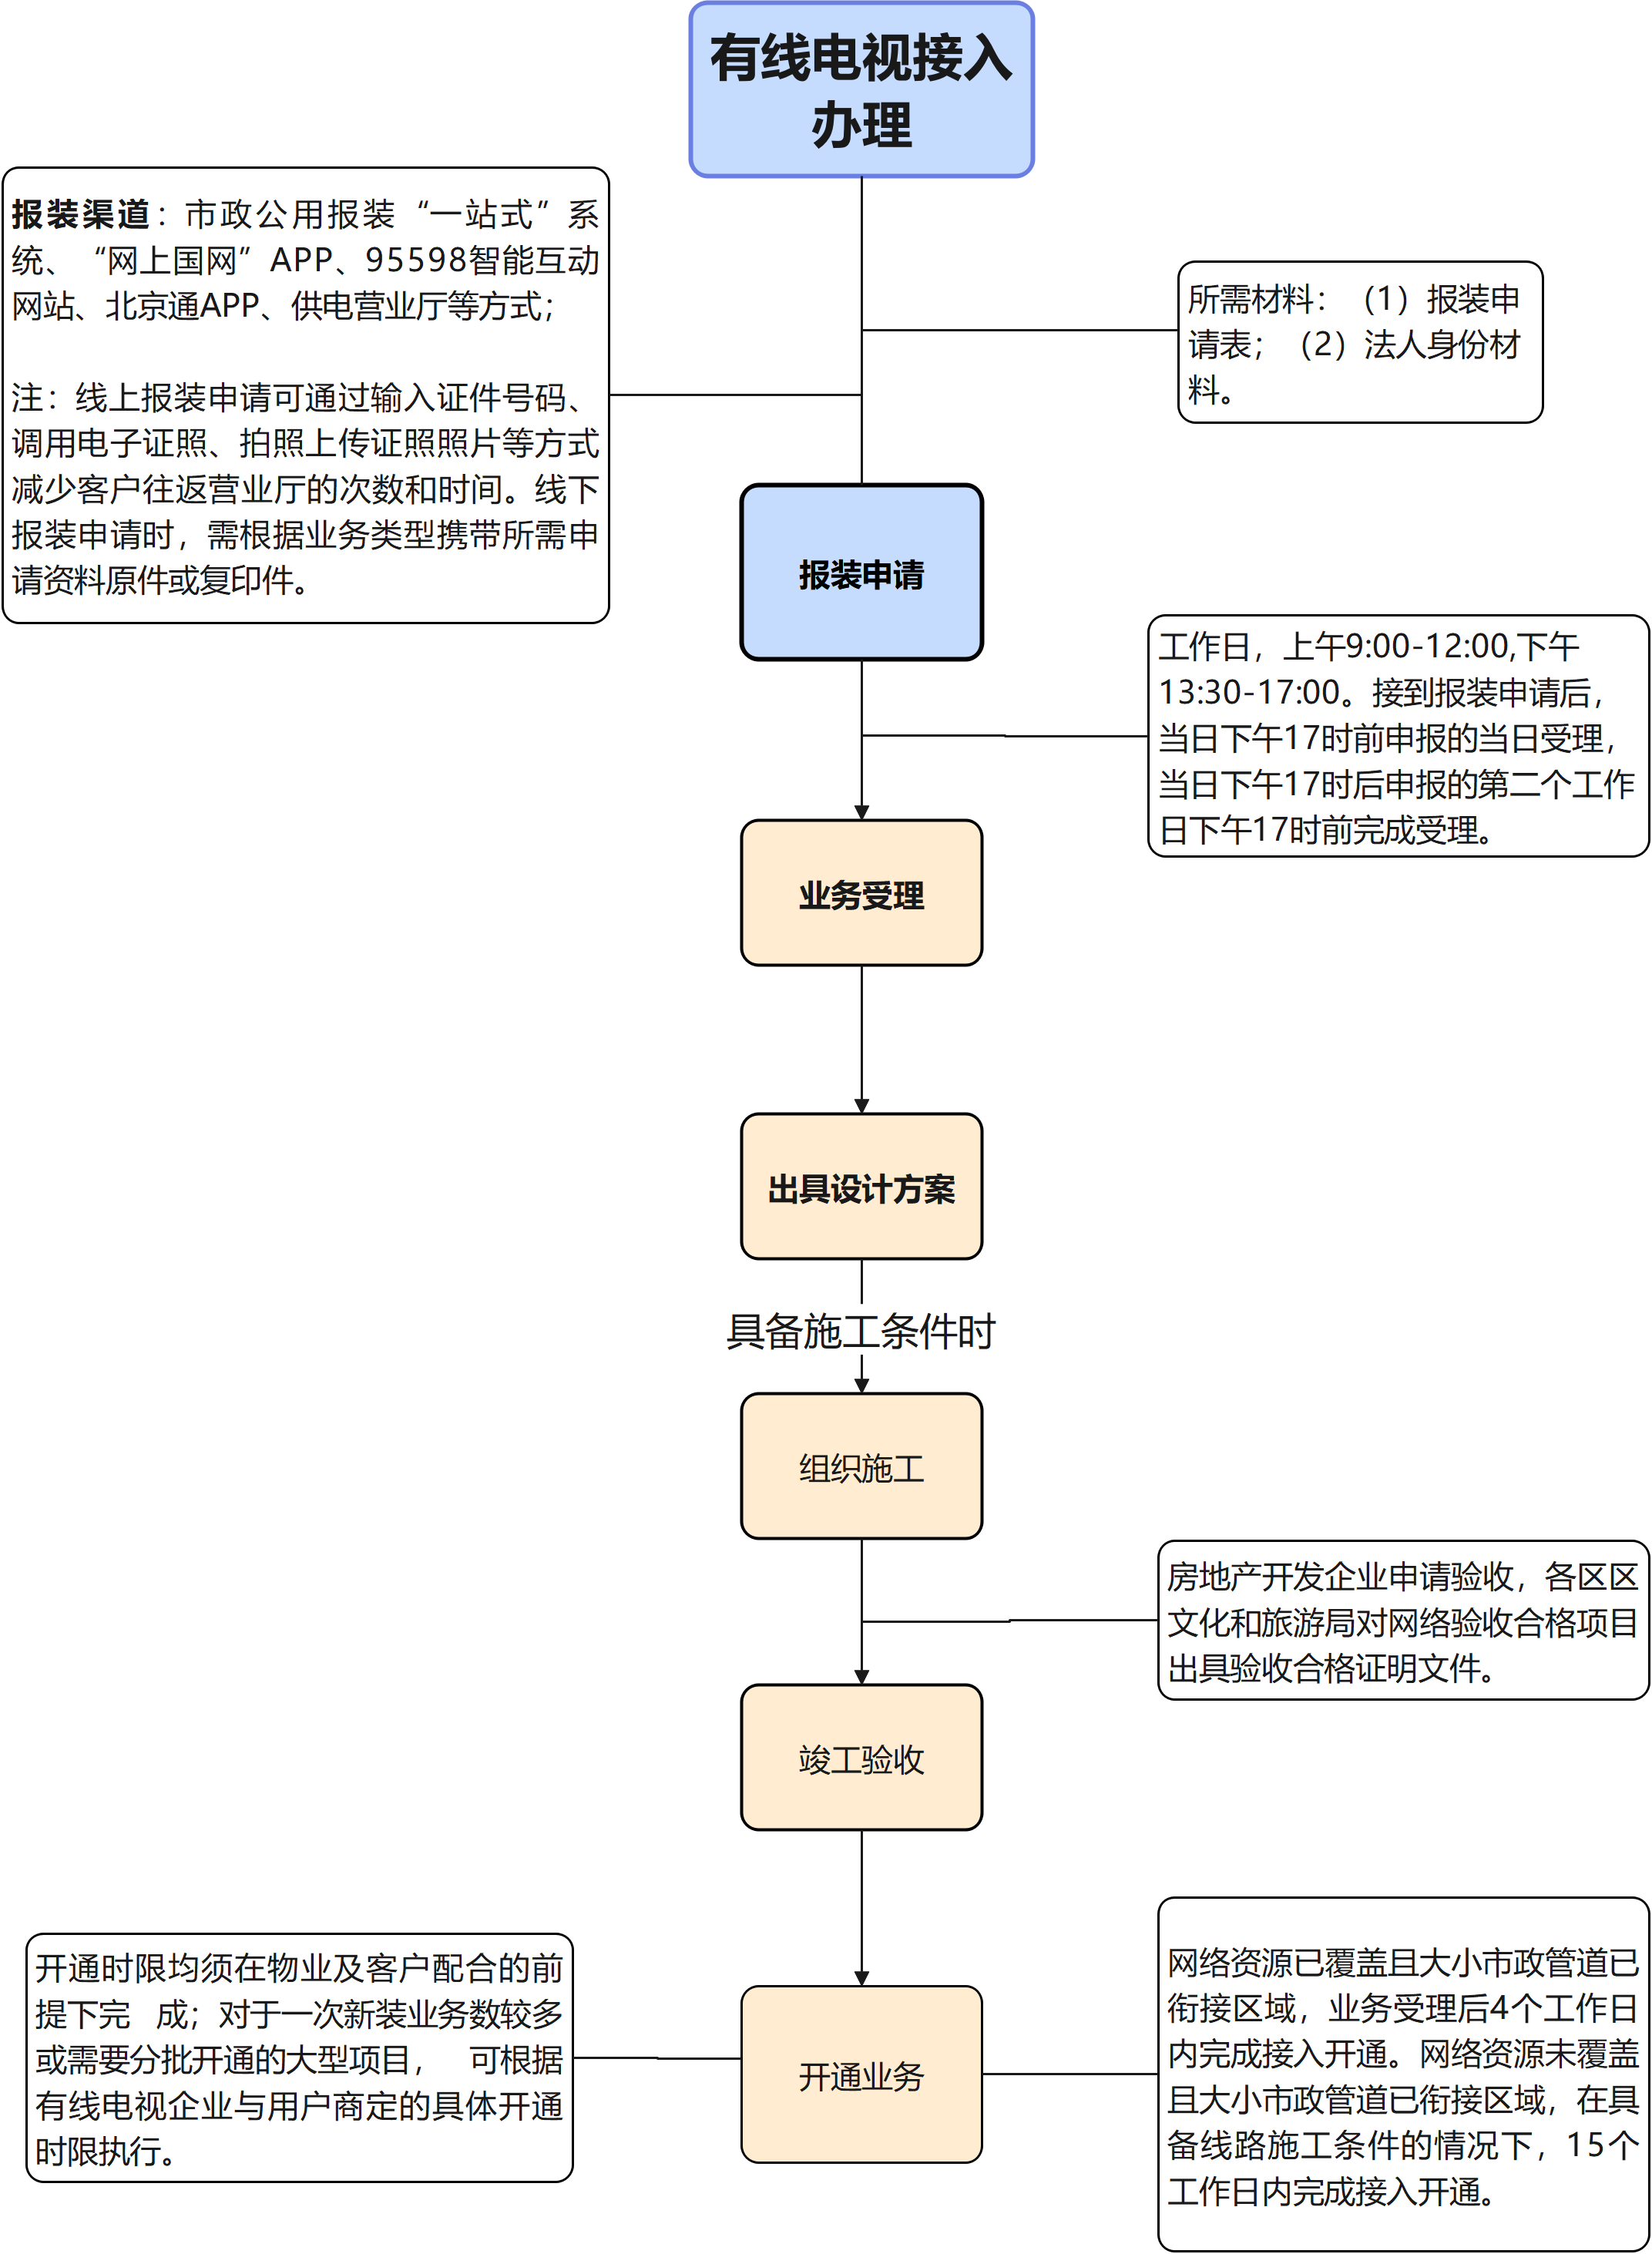 有线电视接入
办理
报装渠道：市政公用报装“一站式”系
统、“网上国网”APP、95598智能互动
网站、北京通APP、供电营业厅等方式；
注：线上报装申请可通过输入证件号码、
调用电子证照、拍照上传证照照片等方式
减少客户往返营业厅的次数和时间。线下
报装申请时，需根据业务类型携带所需申
请资料原件或复印件。
所需材料：（1）报装申
请表；（2）法人身份材
料。
报装申请
工作日，上午9:00-12:00,下午
13:30-17:00。接到报装申请后，
当日下午17时前申报的当日受理，
当日下午17时后申报的第二个工作
日下午17时前完成受理。
业务受理
出具设计方案
具备施工条件时
组织施工
房地产开发企业申请验收，各区区
文化和旅游局对网络验收合格项目
出具验收合格证明文件。
竣工验收
开通时限均须在物业及客户配合的前
提下完 成；对于一次新装业务数较多
或需要分批开通的大型项目， 可根据
有线电视企业与用户商定的具体开通
时限执行。
开通业务
网络资源已覆盖且大小市政管道已
衔接区域，业务受理后4个工作日
内完成接入开通。网络资源未覆盖
且大小市政管道已衔接区域，在具
备线路施工条件的情况下，15个
工作日内完成接入开通。